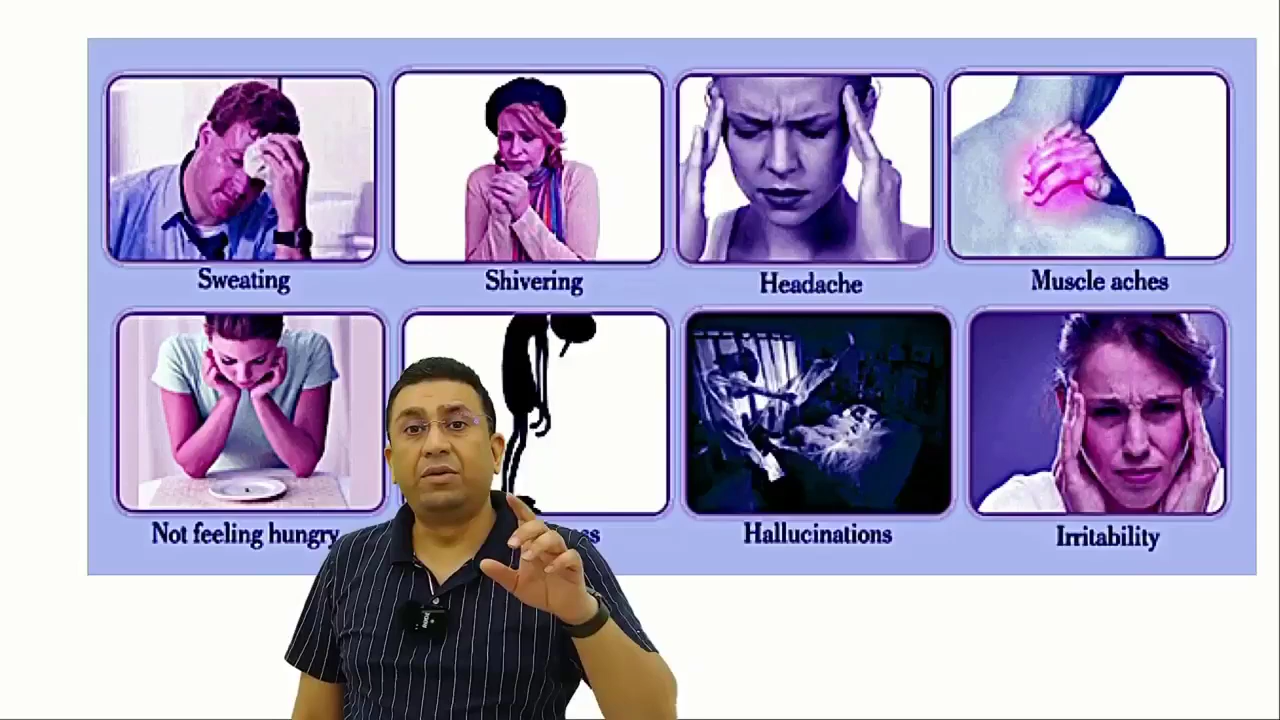 Sweating
Shivering
Headache
Muscle aches
Not feeling hungry
Hallucinations
Irritability